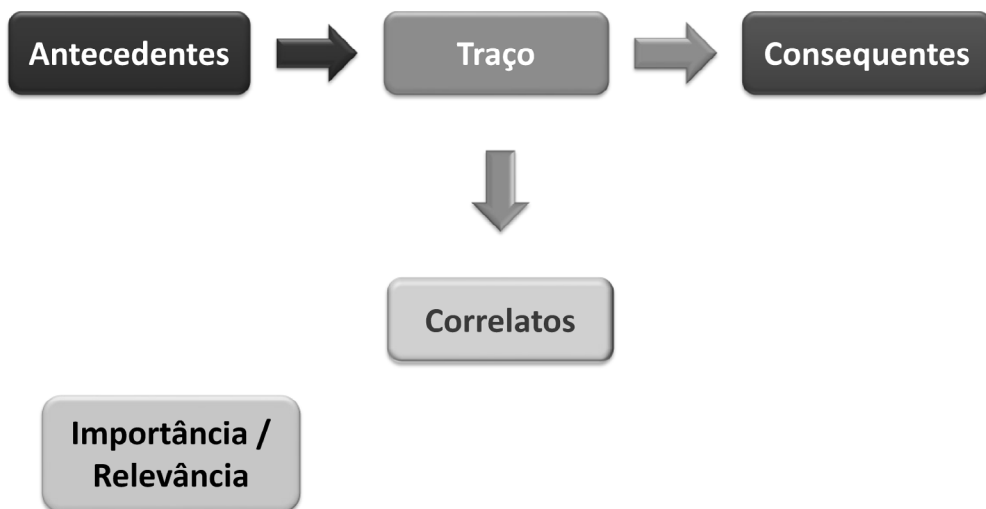 Antecedentes
Traço
Consequentes
Correlatos
Importância /
Relevância